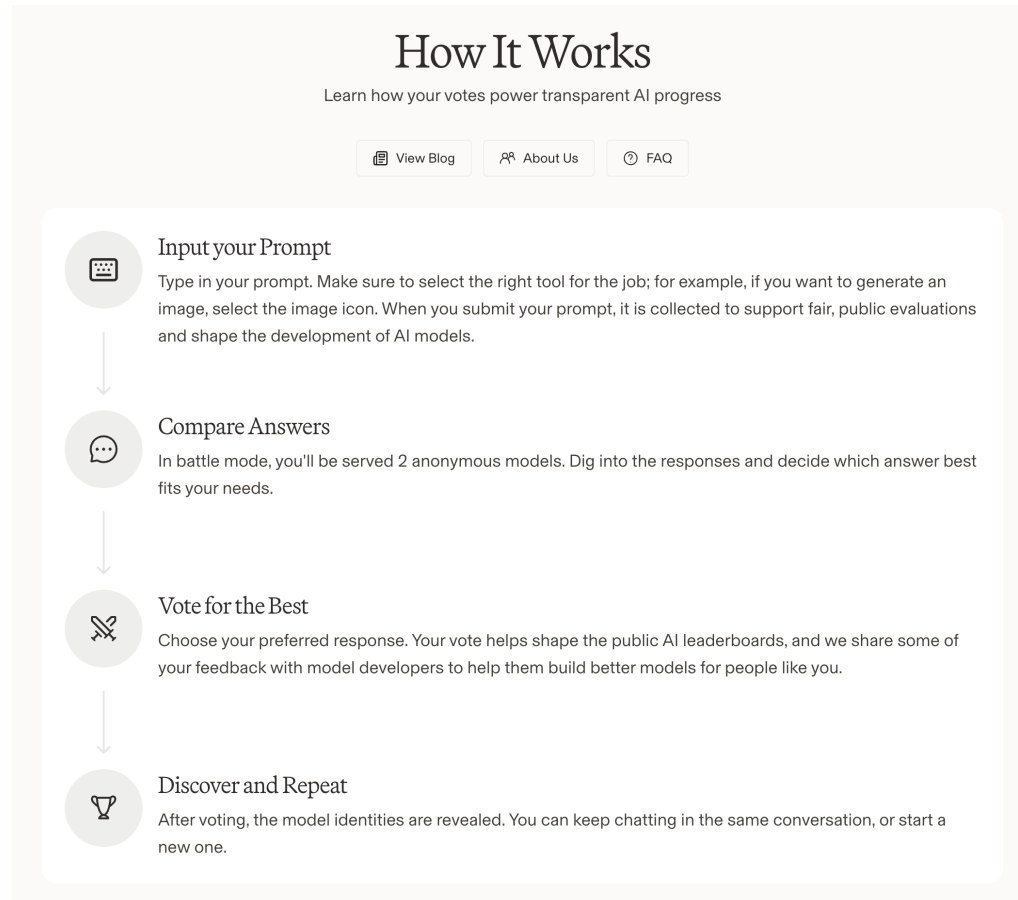 How It Works
Learn how your votes power transparent AI progress
View Blog
About Us
FAQ
Input your Prompt
Type in your prompt. Make sure to select the right tool for the job; for example, if you want to generate an
image, select the image icon. When you submit your prompt, it is collected to support fair, public evaluations
and shape the development of AI models.
Compare Answers
In battle mode, you'll be served 2 anonymous models. Dig into the responses and decide which answer best
fits your needs.
Vote for the Best
Choose your preferred response. Your vote helps shape the public AI leaderboards, and we share some of
your feedback with model developers to help them build better models for people like you.
Discover and Repeat
After voting, the model identities are revealed. You can keep chatting in the same conversation, or start a
new one.